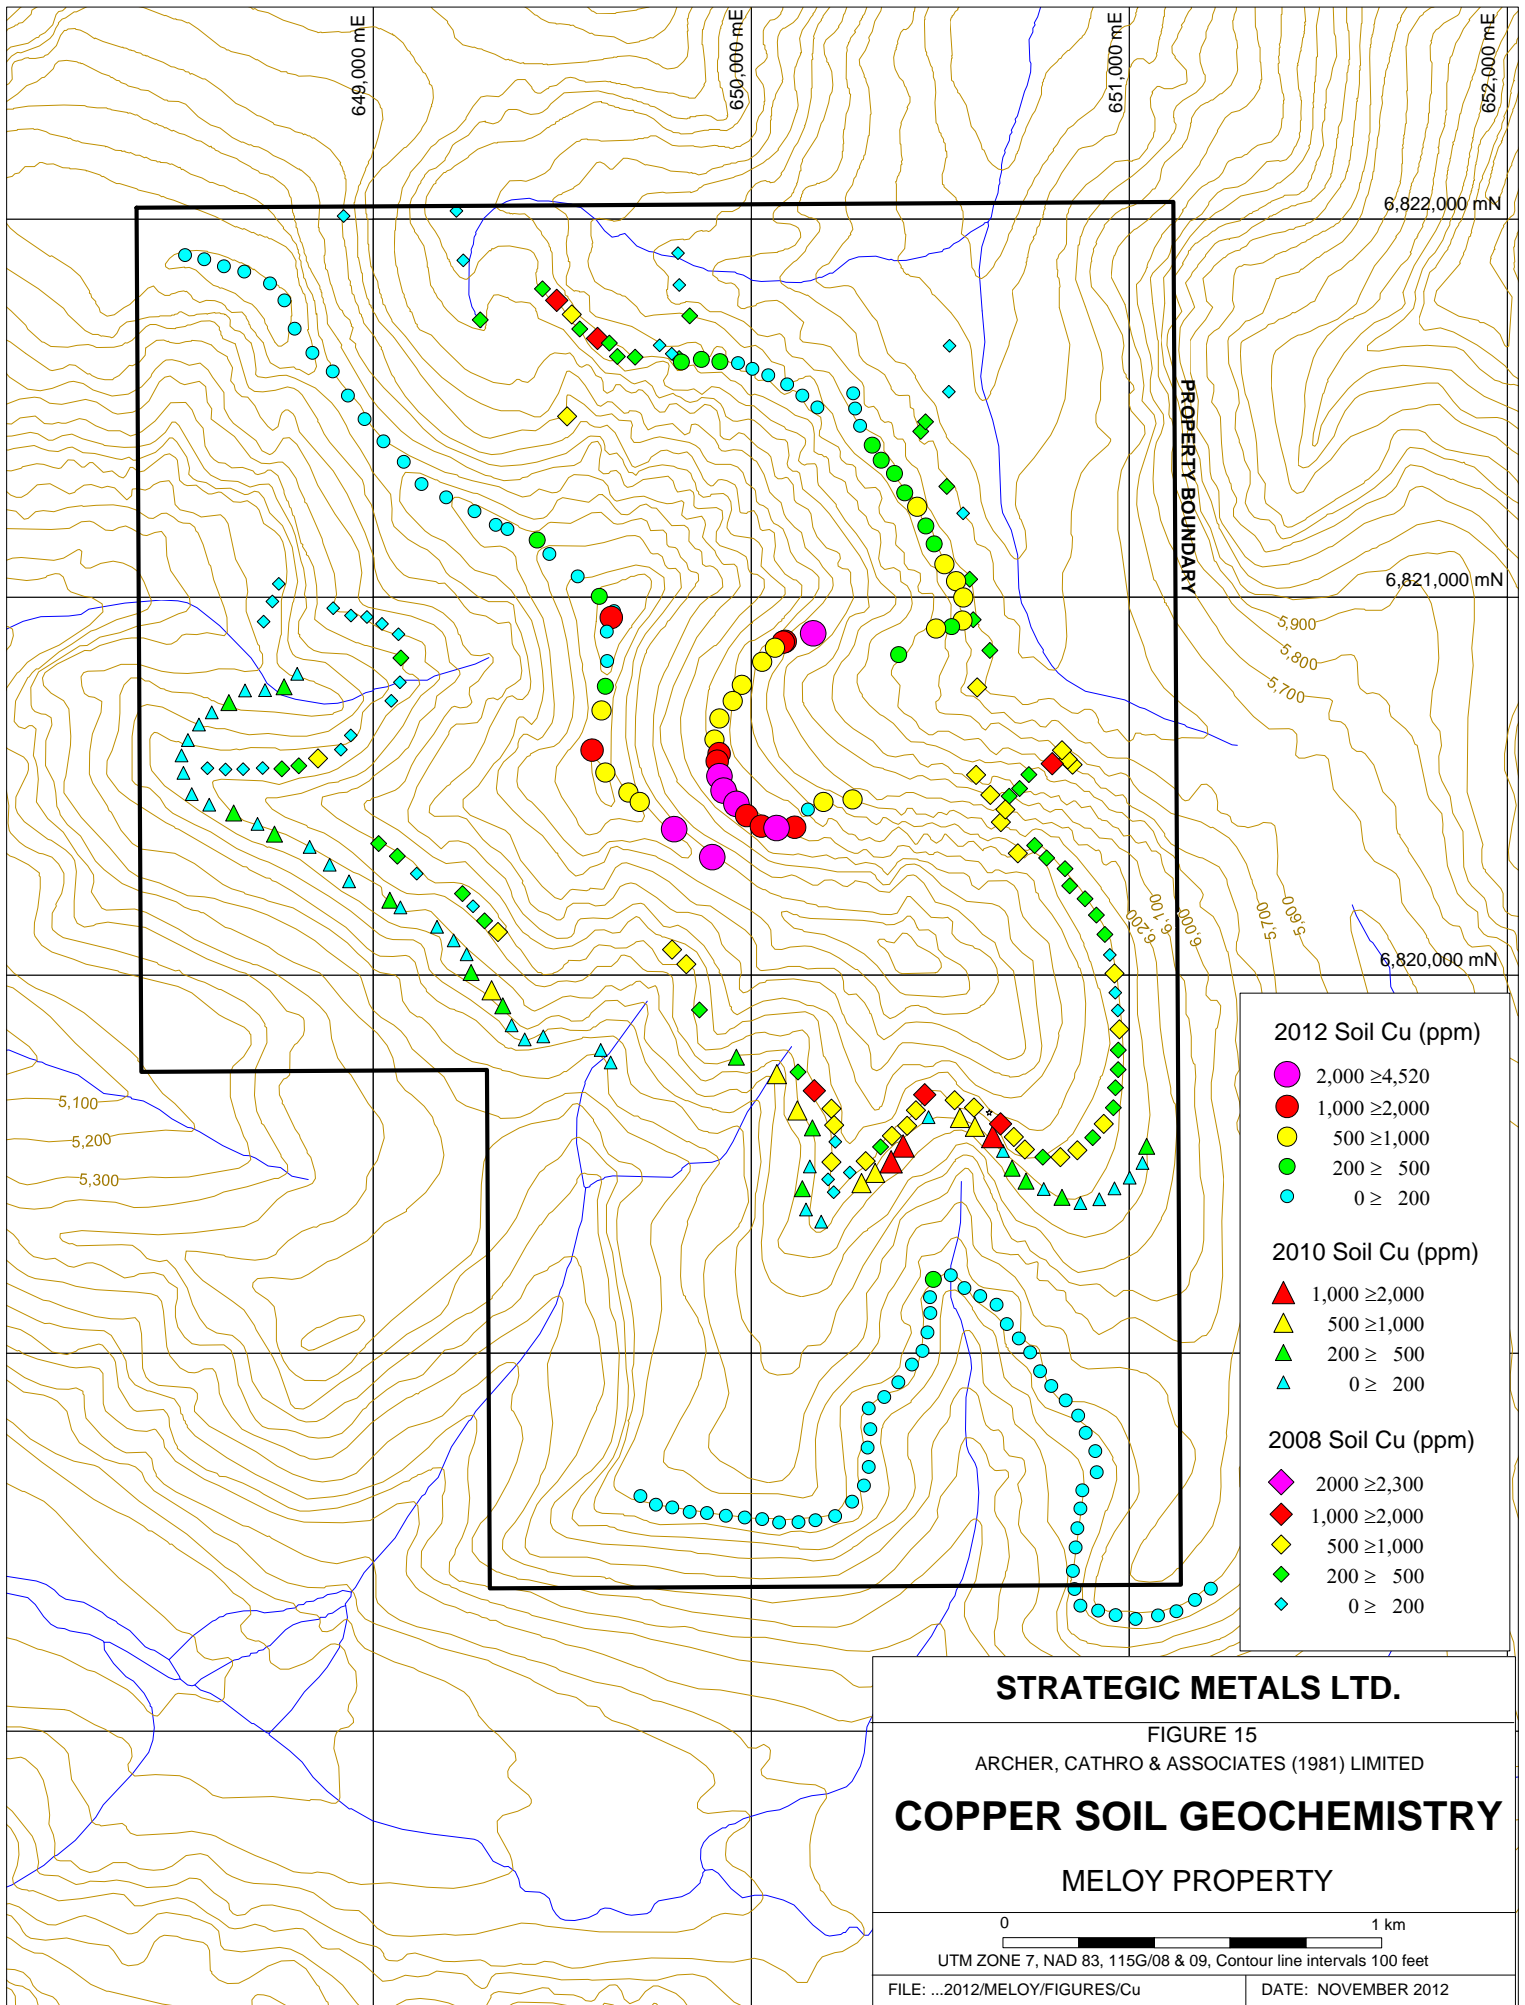 649,000 mE
650,000 mE
651,000 mE
652,000 mE
6,822,000 mN
PROPERTY BOUNDARY
6,821,000 mN
5,900
5,800
5,700
6,200
6,100
6,000
5,700
5,600
6,820,000 mN
5,100
5,200
5,300
2012 Soil Cu (ppm)
2,000 ≥4,520
1,000 ≥2,000
500 ≥1,000
200 ≥ 500
0 ≥ 200
2010 Soil Cu (ppm)
1,000 ≥2,000
500 ≥1,000
200 ≥ 500
0 ≥ 200
2008 Soil Cu (ppm)
2000 ≥2,300
1,000 ≥2,000
500 ≥1,000
200 ≥ 500
0 ≥ 200
STRATEGIC METALS LTD.
FIGURE 15
ARCHER, CATHRO & ASSOCIATES (1981) LIMITED
COPPER SOIL GEOCHEMISTRY
MELOY PROPERTY
0 1 km
UTM ZONE 7, NAD 83, 115G/08 & 09, Contour line intervals 100 feet
FILE: ...2012/MELOY/FIGURES/Cu DATE: NOVEMBER 2012